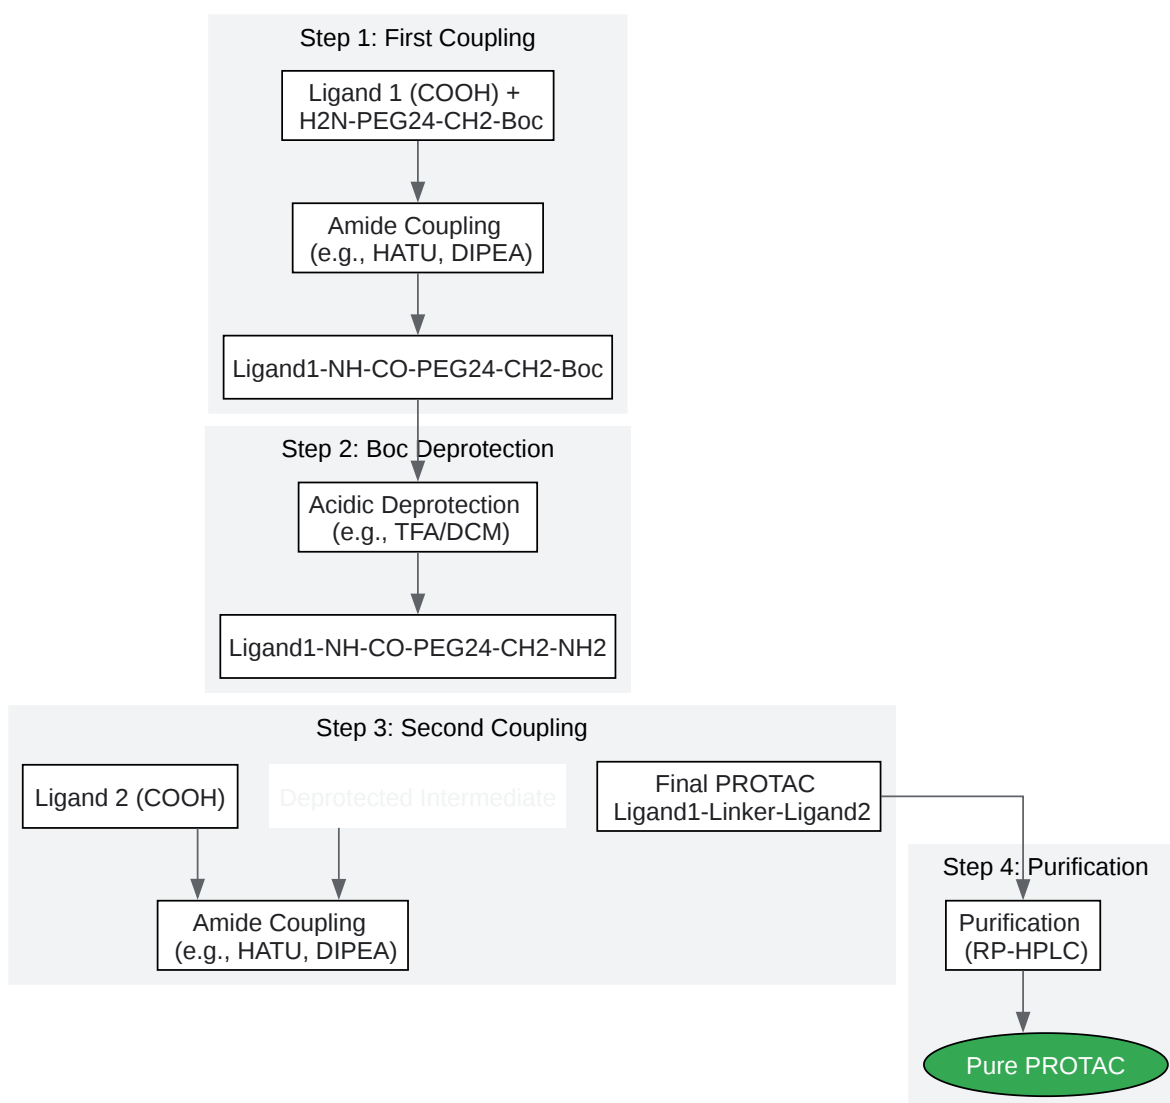 Step 1: First Coupling
Ligand 1 (COOH) +
H2N-PEG24-CH2-Boc
Amide Coupling
(e.g., HATU, DIPEA)
Ligand1-NH-CO-PEG24-CH2-Boc
Step 2: Boc Deprotection
Acidic Deprotection
(e.g., TFA/DCM)
Ligand1-NH-CO-PEG24-CH2-NH2
Step 3: Second Coupling
Ligand 2 (COOH)
Deprotected Intermediate
Final PROTAC
Ligand1-Linker-Ligand2
Amide Coupling
(e.g., HATU, DIPEA)
Step 4: Purification
Purification
(RP-HPLC)
Pure PROTAC